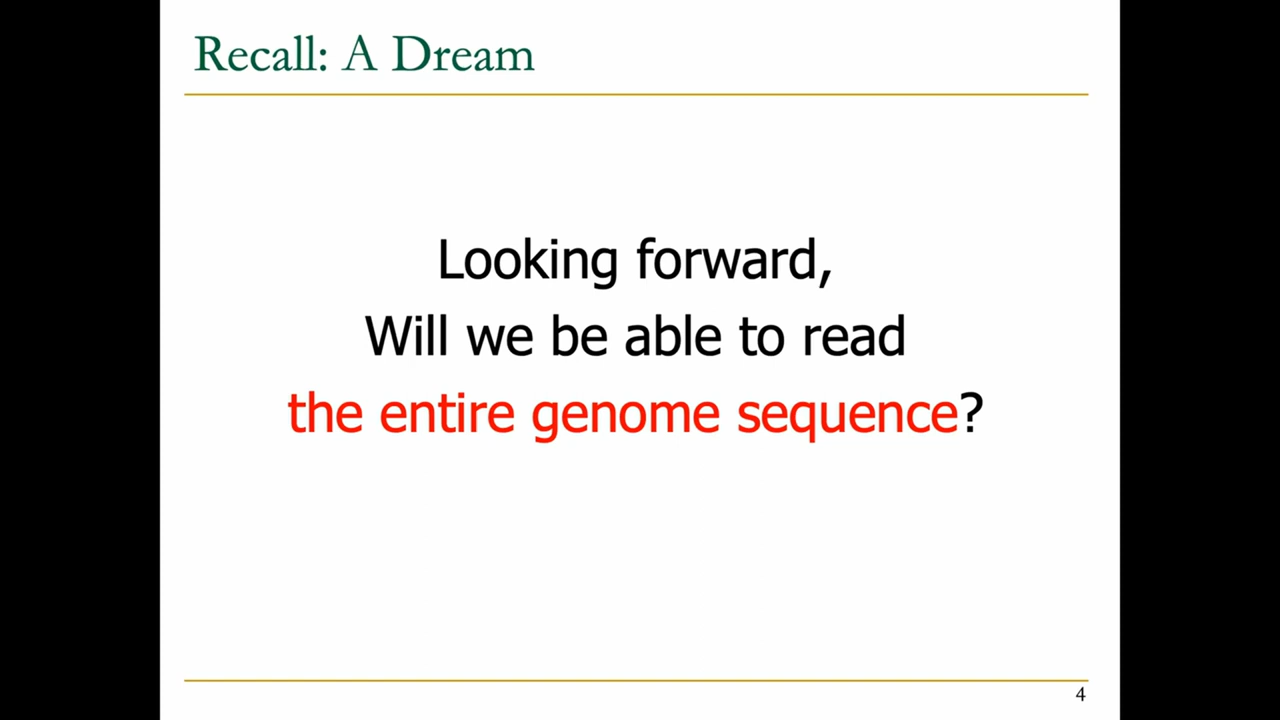 Recall: A Dream
Looking forward,
Will we be able to read
the entire genome sequence?
4